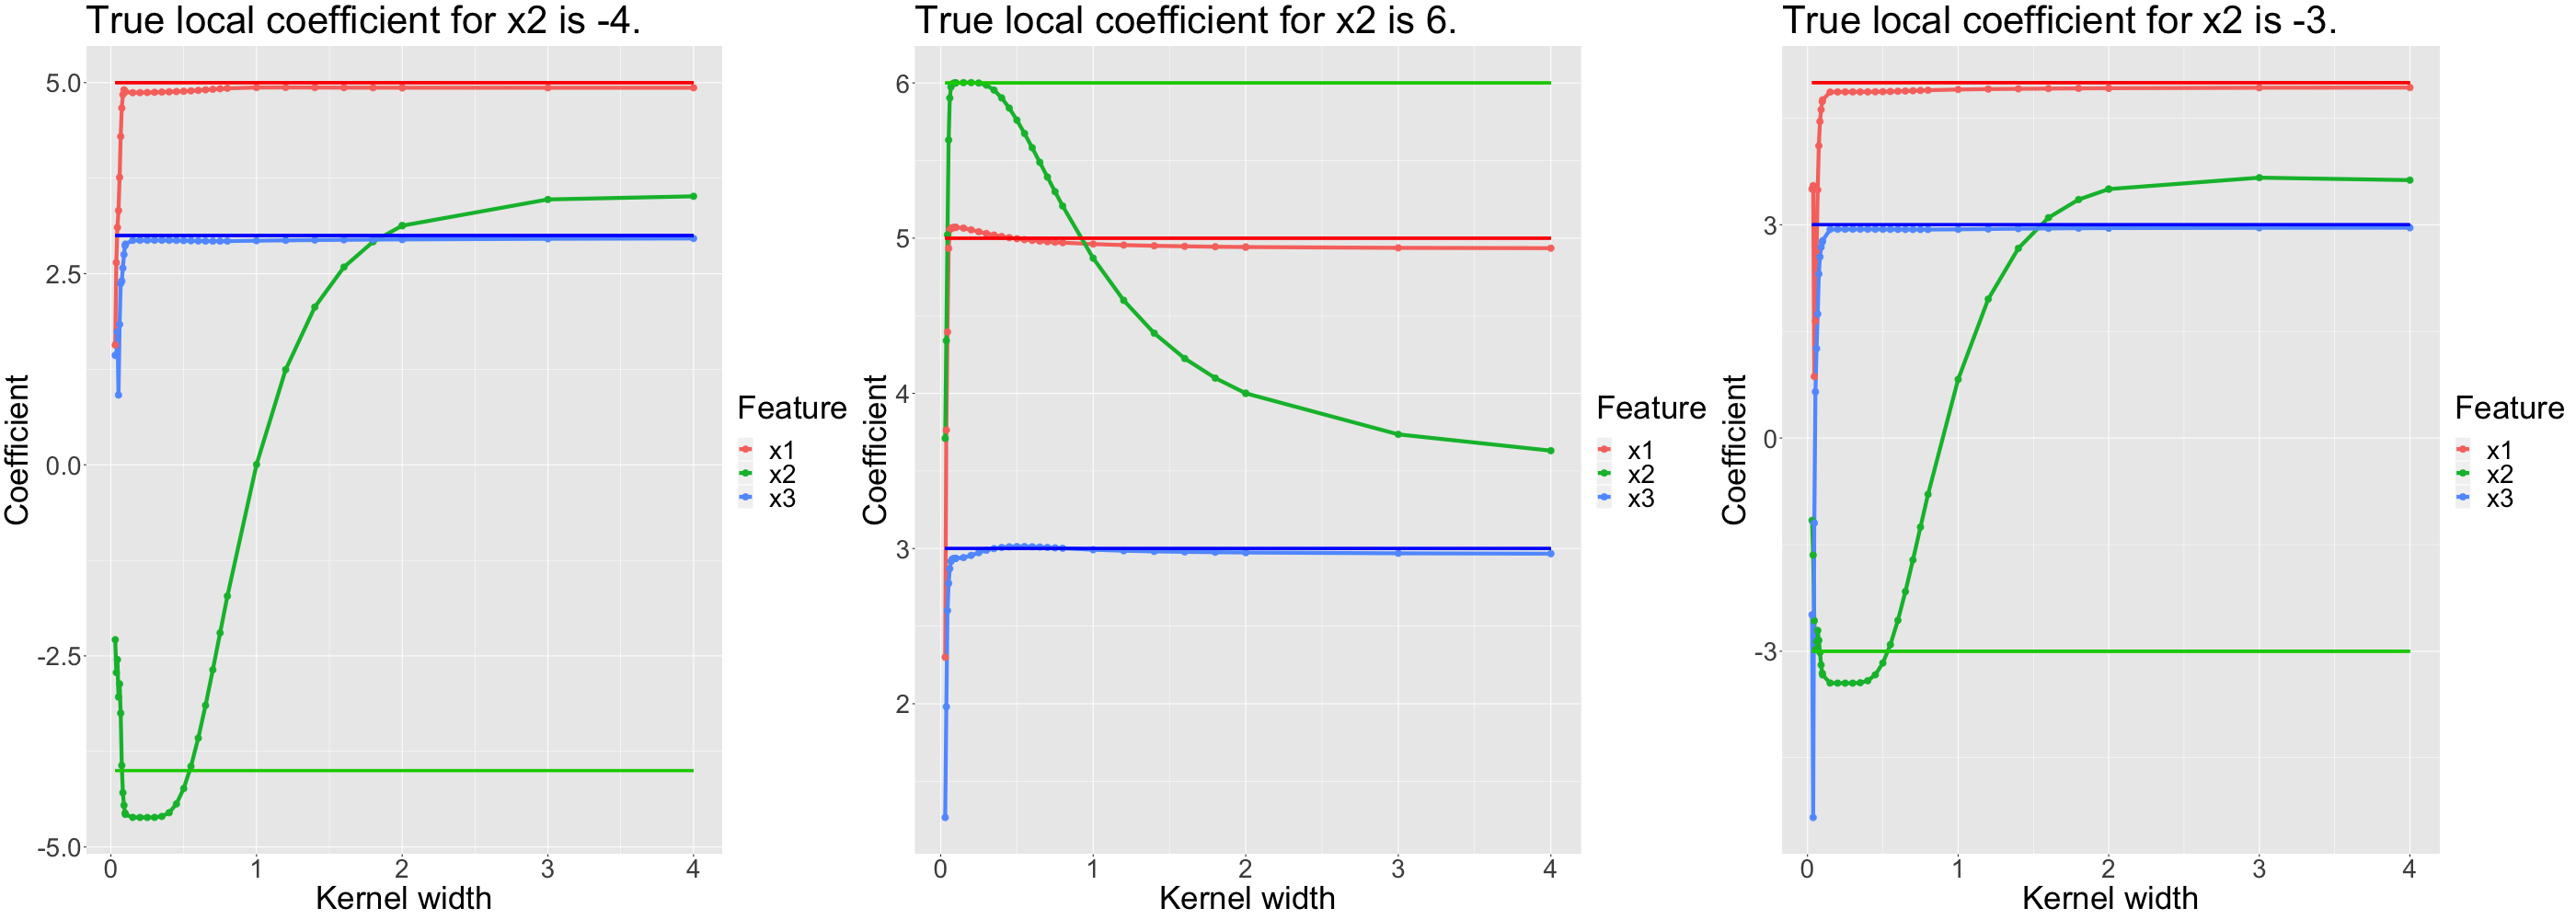 True local coefficient for x2 is -4.
5.0
2.5
0.0
-2.5
-5.0
Coefficient
0 1 2 3 4
Kernel width
Feature
x1
x2
x3
True local coefficient for x2 is 6.
6
5
4
3
2
Coefficient
0 1 2 3 4
Kernel width
Feature
x1
x2
x3
True local coefficient for x2 is -3.
3
0
-3
Coefficient
0 1 2 3 4
Kernel width
Feature
x1
x2
x3